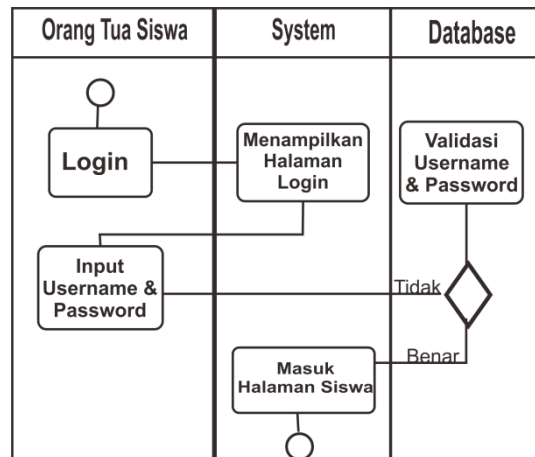 Orang Tua Siswa
System
Database
Login
Menampilkan
Halaman
Login
Validasi
Username
& Password
Input
Username &
Password
Tidak
Benar
Masuk
Halaman Siswa